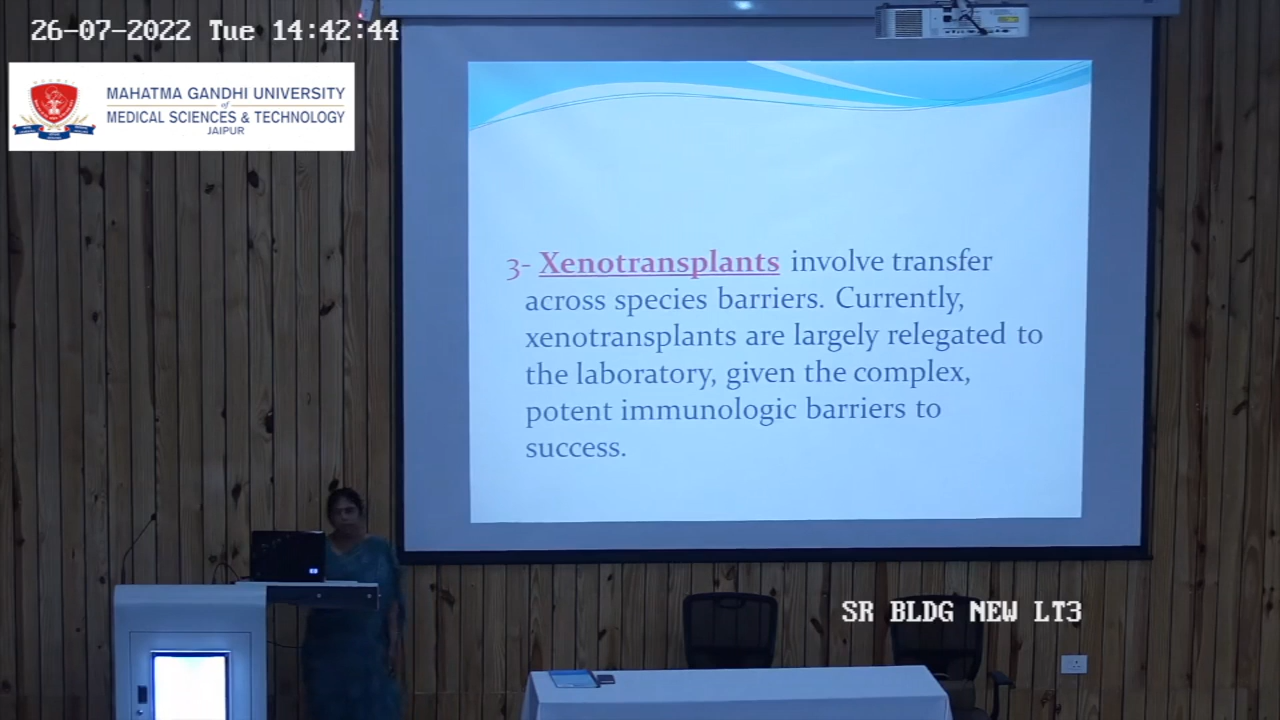 26-07-2022 Tue 14:42:44
MAHATMA GANDHI UNIVERSITY
of
MEDICAL SCIENCES & TECHNOLOGY
JAIPUR
3- Xenotransplants involve transfer
across species barriers. Currently,
xenotransplants are largely relegated to
the laboratory, given the complex,
potent immunologic barriers to
success.
SR BLDG NEW LT3